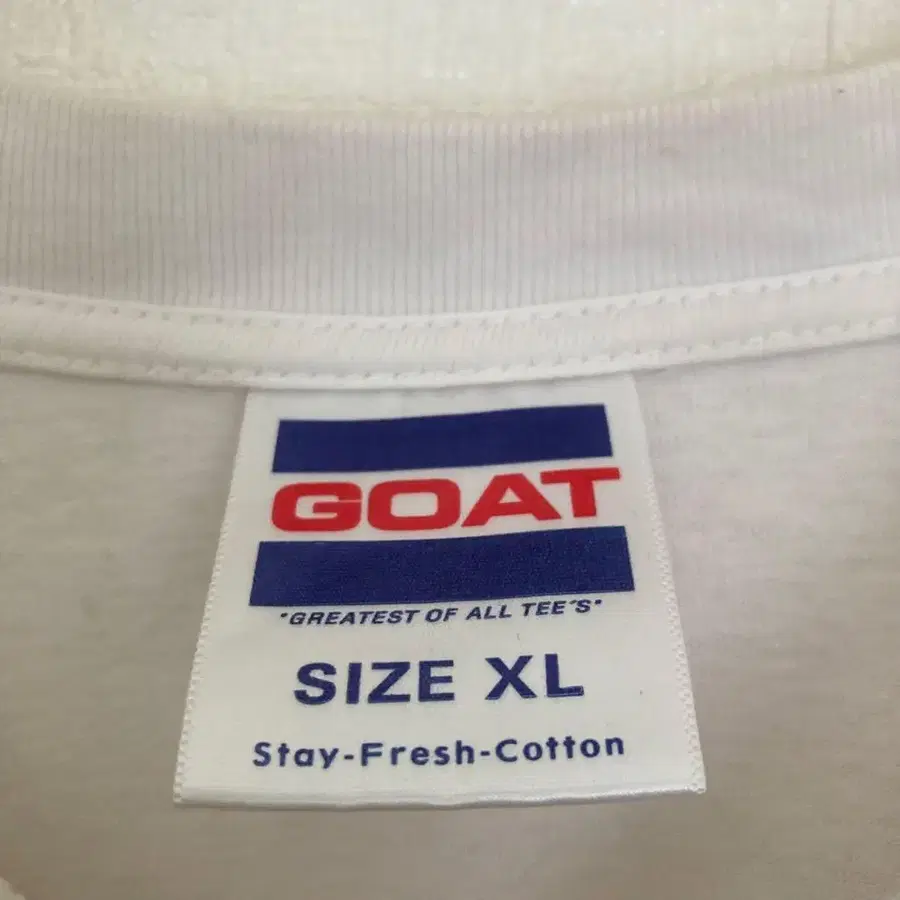 GOAT
"GREATEST OF ALL TEE'S"
SIZE XL
Stay-Fresh-Cotton